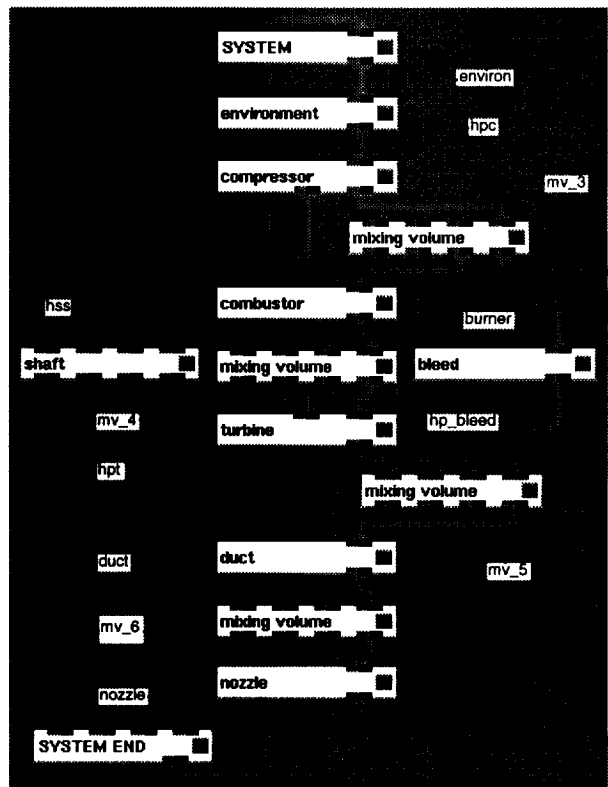 SYSTEM
.environ
environment
hpc
compressor
mv_3
mixing volume
combustor
hss
burner
shaft
mixing volume
bleed
mv_4
turbine
hp_bleed
hpt
mixing volume
duct
duct
mv_5
mv_6
mixing volume
nozzle
nozzle
SYSTEM END